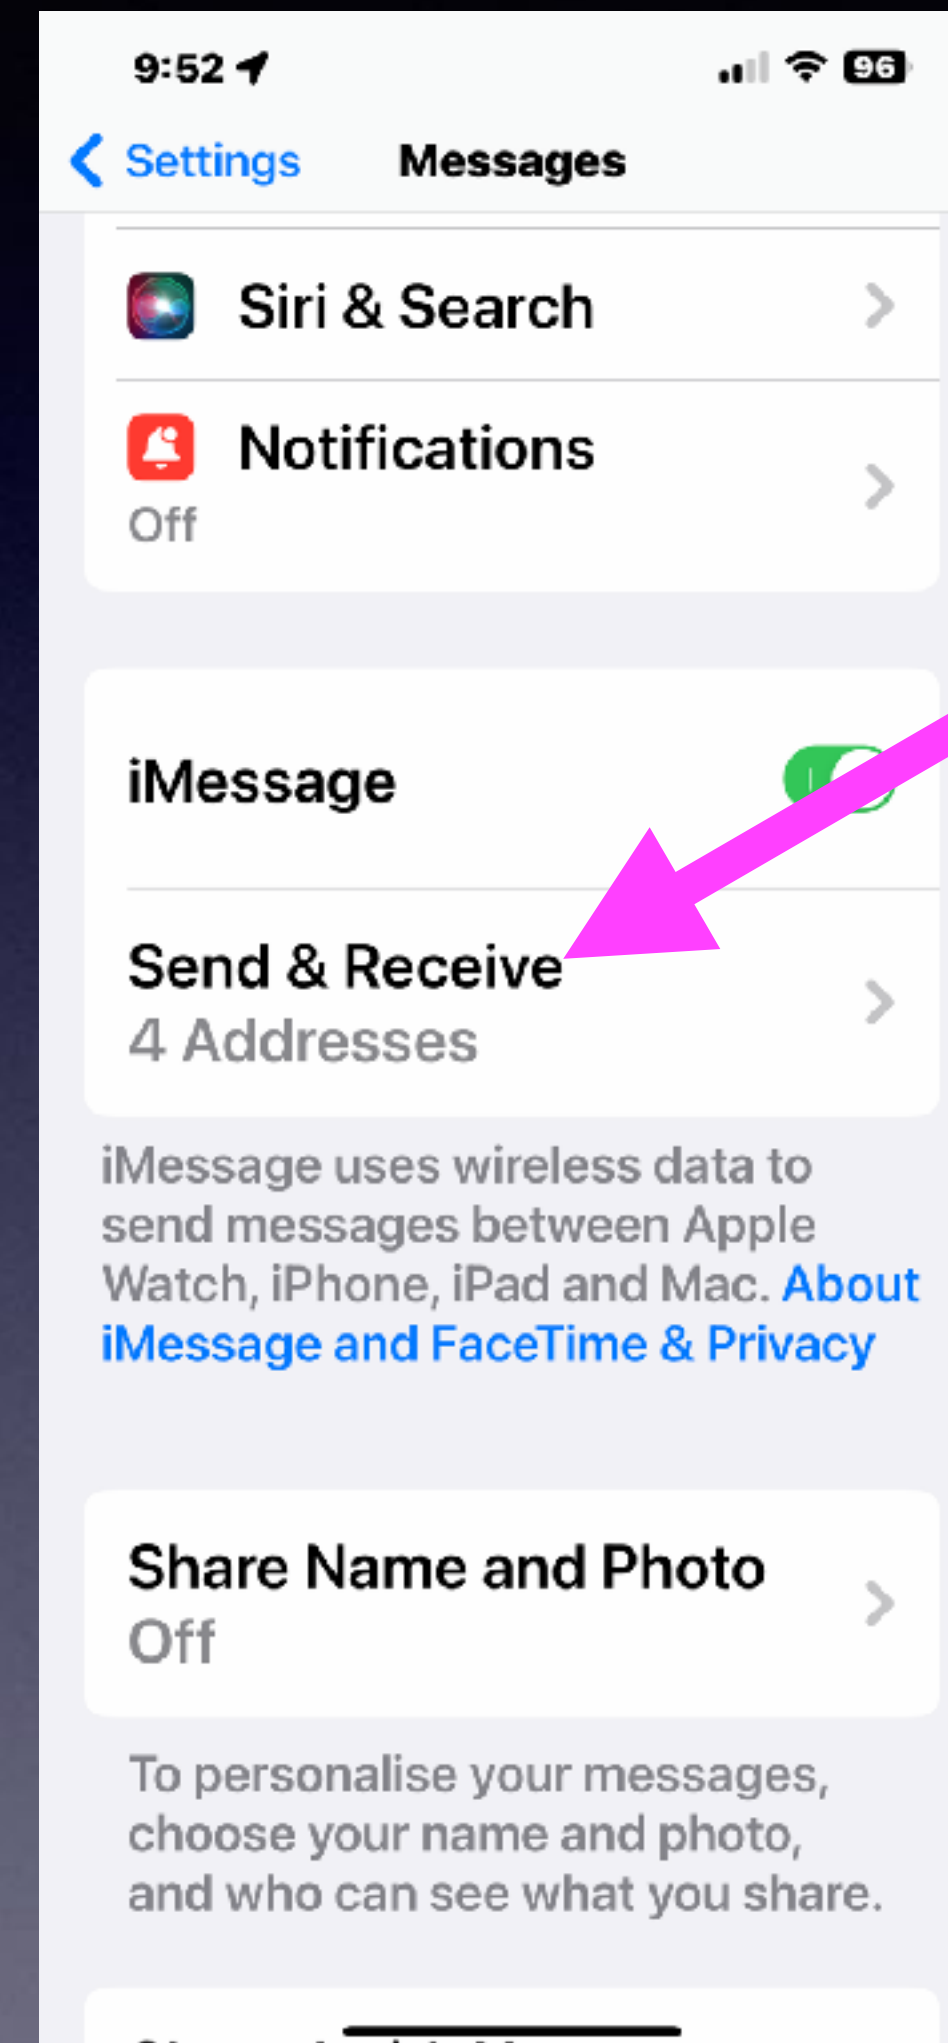 9:52
96
Settings
Messages
Siri & Search
Notifications
Off
iMessage
Send & Receive
4 Addresses
iMessage uses wireless data to
send messages between Apple
Watch, iPhone, iPad and Mac. About
iMessage and FaceTime & Privacy
Share Name and Photo
Off
To personalise your messages,
choose your name and photo,
and who can see what you share.